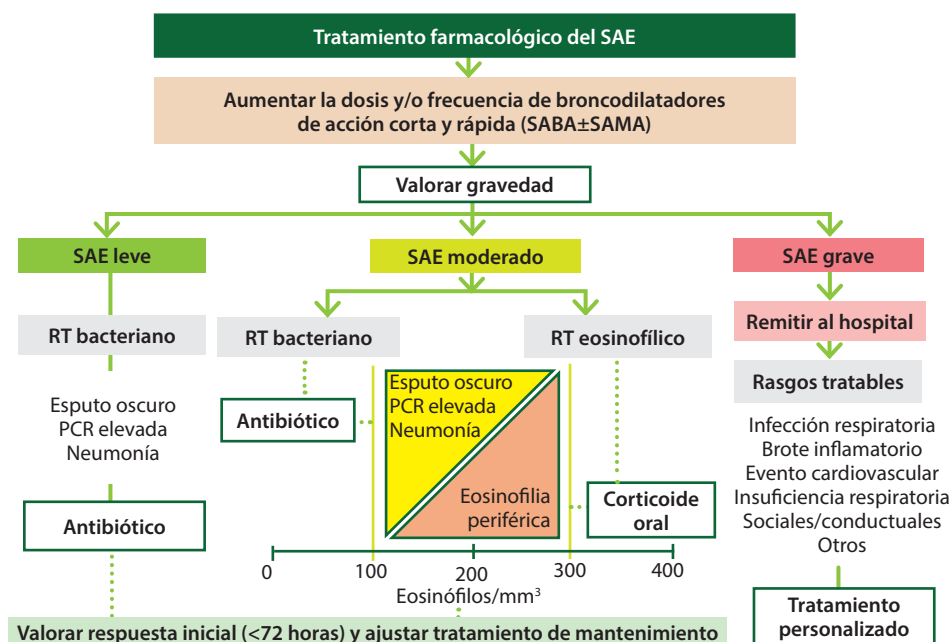 Tratamiento farmacológico del SAE
Aumentar la dosis y/o frecuencia de broncodilatadores
de acción corta y rápida (SABA±SAMA)
Valorar gravedad
SAE leve
RT bacteriano
Esputo oscuro
PCR elevada
Neumonía
Antibiótico
SAE moderado
RT bacteriano
Antibiótico
RT eosinofílico
Esputo oscuro
PCR elevada
Neumonía
Eosinofilia
periférica
Corticoide
oral
0
100
200
300
400
Eosinófilos/mm³
SAE grave
Remitir al hospital
Rasgos tratables
Infección respiratoria
Brote inflamatorio
Evento cardiovascular
Insuficiencia respiratoria
Sociales/conductuales
Otros
Tratamiento
personalizado
Valorar respuesta inicial (<72 horas) y ajustar tratamiento de mantenimiento